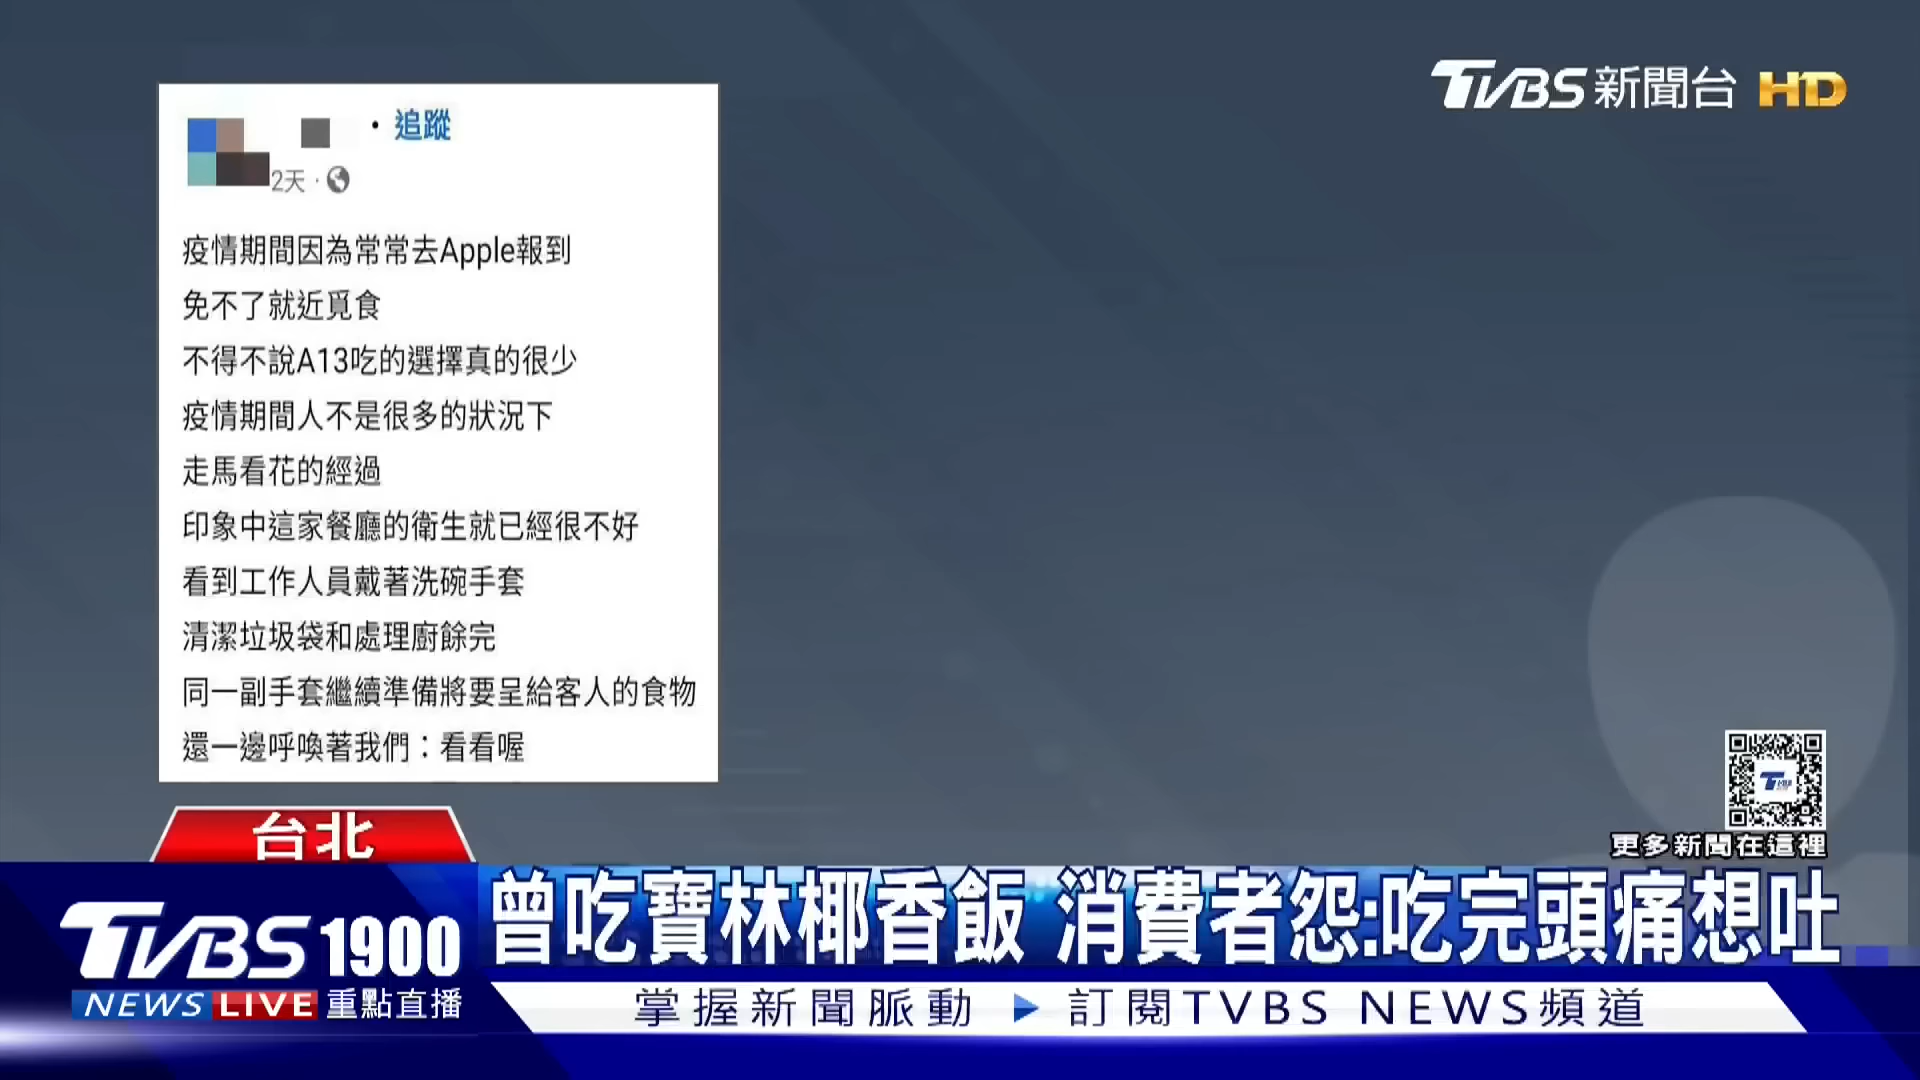 TVBS新聞台 HD
• 追蹤
2天 ·
疫情期間因為常常去Apple報到
免不了就近覓食
不得不說A13吃的選擇真的很少
疫情期間人不是很多的狀況下
走馬看花的經過
印象中這家餐廳的衛生就已經很不好
看到工作人員戴著洗碗手套
清潔垃圾袋和處理廚餘完
同一副手套繼續準備將要呈給客人的食物
還一邊呼喚著我們：看看喔
TVBS
更多新聞在這裡
台北
曾吃寶林椰香飯 消費者怨:吃完頭痛想吐
TVBS 1900
NEWS LIVE 重點直播
掌握新聞脈動 ▶ 訂閱TVBS NEWS頻道